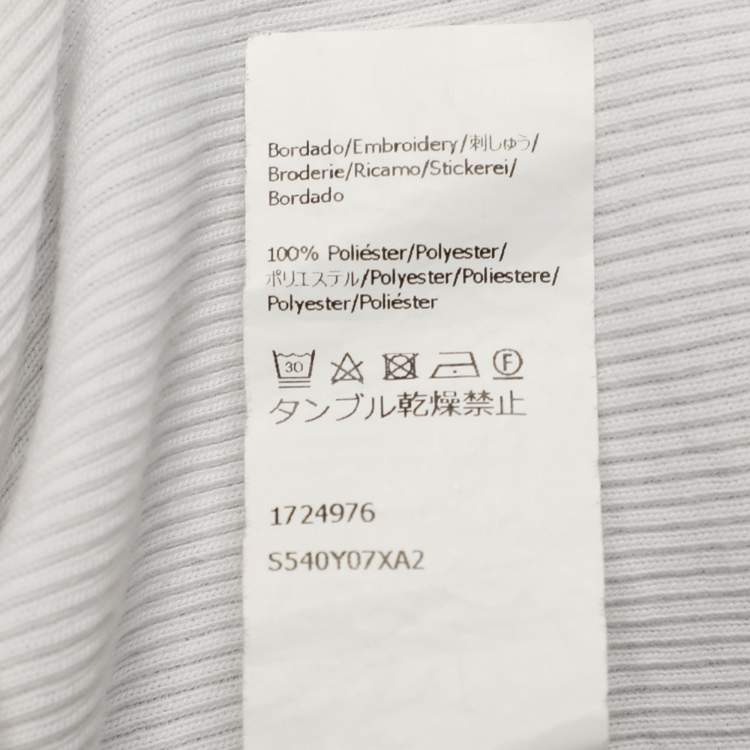 Bordado/Embroidery/刺しゅう/
Broderie/Ricamo/Stickerei/
Bordado
100% Poliéster/Polyester/
ポリエステル/Polyester/Poliestere/
Polyester/Poliéster
30
F
タンブル乾燥禁止
1724976
S540Y07XA2